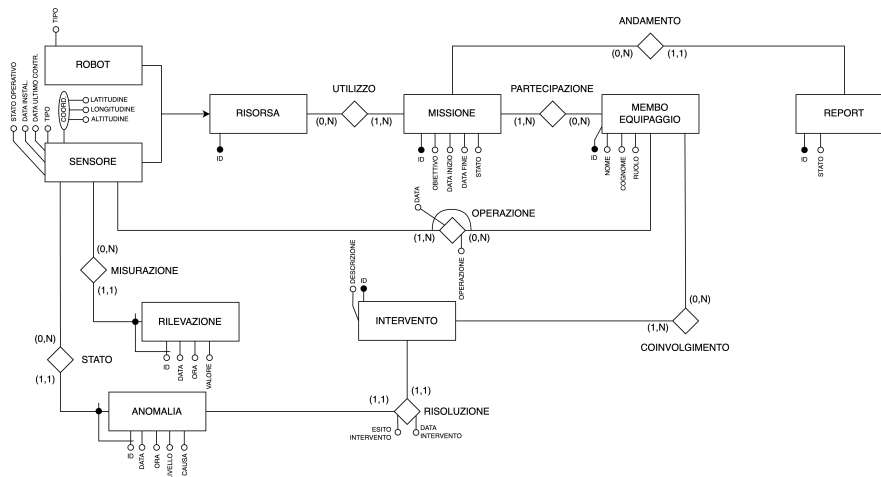 TIPO
ANDAMENTO
ROBOT
(0,N)
(1,1)
STATO OPERATIVO
DATA INSTAL.
DATA ULTIMO CONTR.
TIPO
COORD.
LATITUDINE
LONGITUDINE
ALTITUDINE
UTILIZZO
PARTECIPAZIONE
RISORSA
(0,N)
(1,N)
MISSIONE
(1,N)
(0,N)
MEMBO
EQUIPAGGIO
REPORT
SENSORE
ID
ID
OBIETTIVO
DATA INIZIO
DATA FINE
STATO
ID
NOME
COGNOME
RUOLO
ID
STATO
DATA
OPERAZIONE
(1,N)
(0,N)
OPERAZIONE
(0,N)
MISURAZIONE
(1,1)
DESCRIZIONE
ID
RILEVAZIONE
INTERVENTO
(0,N)
(1,N)
COINVOLGIMENTO
ID
DATA
ORA
VALORE
(0,N)
STATO
(1,1)
ANOMALIA
(1,1)
(1,1)
RISOLUZIONE
ESITO
INTERVENTO
DATA
INTERVENTO
ID
DATA
ORA
IVELLO
CAUSA